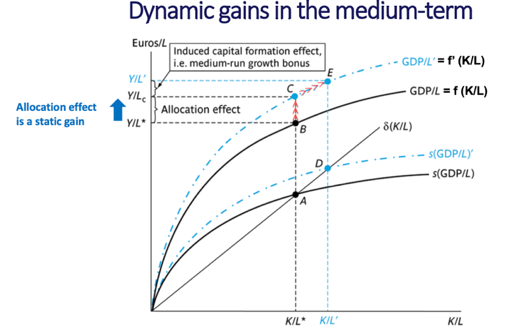 Dynamic gains in the medium-term
Euros/L
Induced capital formation effect,
i.e. medium-run growth bonus
GDP/L' = f' (K/L)
GDP/L = f (K/L)
Y/L'
Y/Lc
Y/L*
Allocation effect
is a static gain
Allocation effect
E
C
B
δ(K/L)
D
s(GDP/L)'
s(GDP/L)
A
K/L*
K/L'
K/L